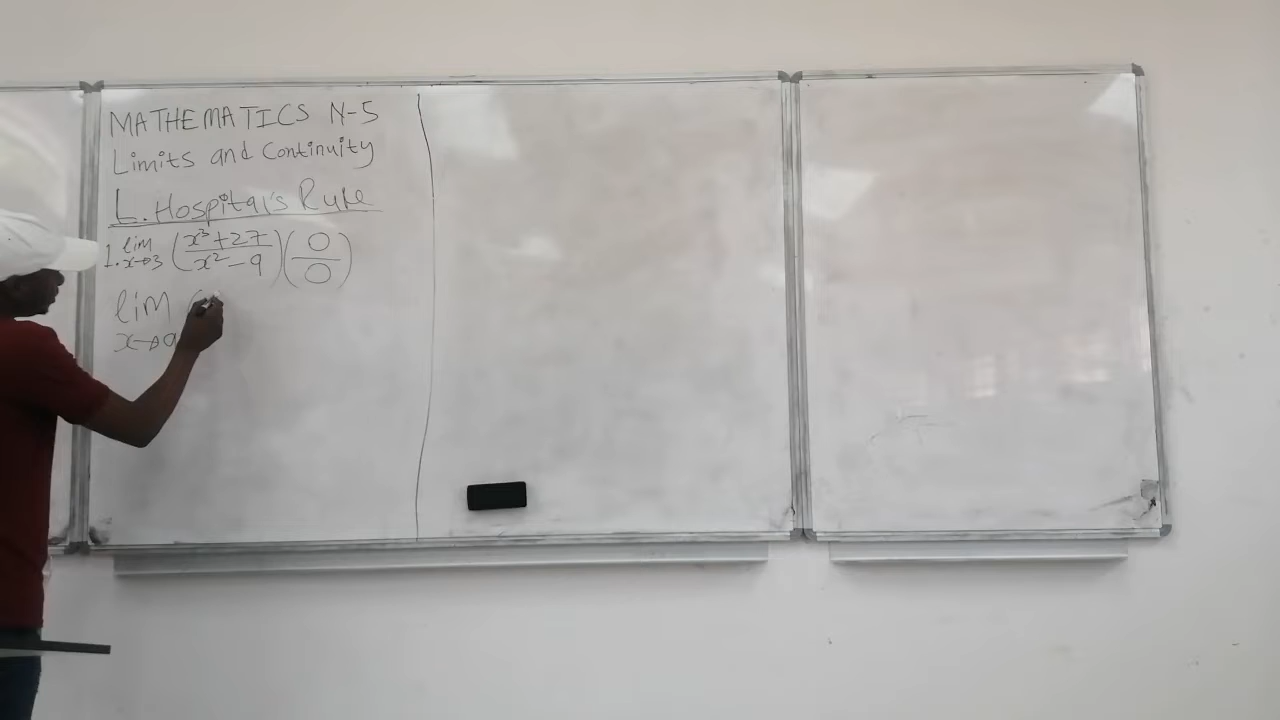 MATHEMATICS N-5
Limits and Continuity
L. Hospital's Rule
1. lim x→3 (x³+27 / x²-9) (0/0)
lim x→a (